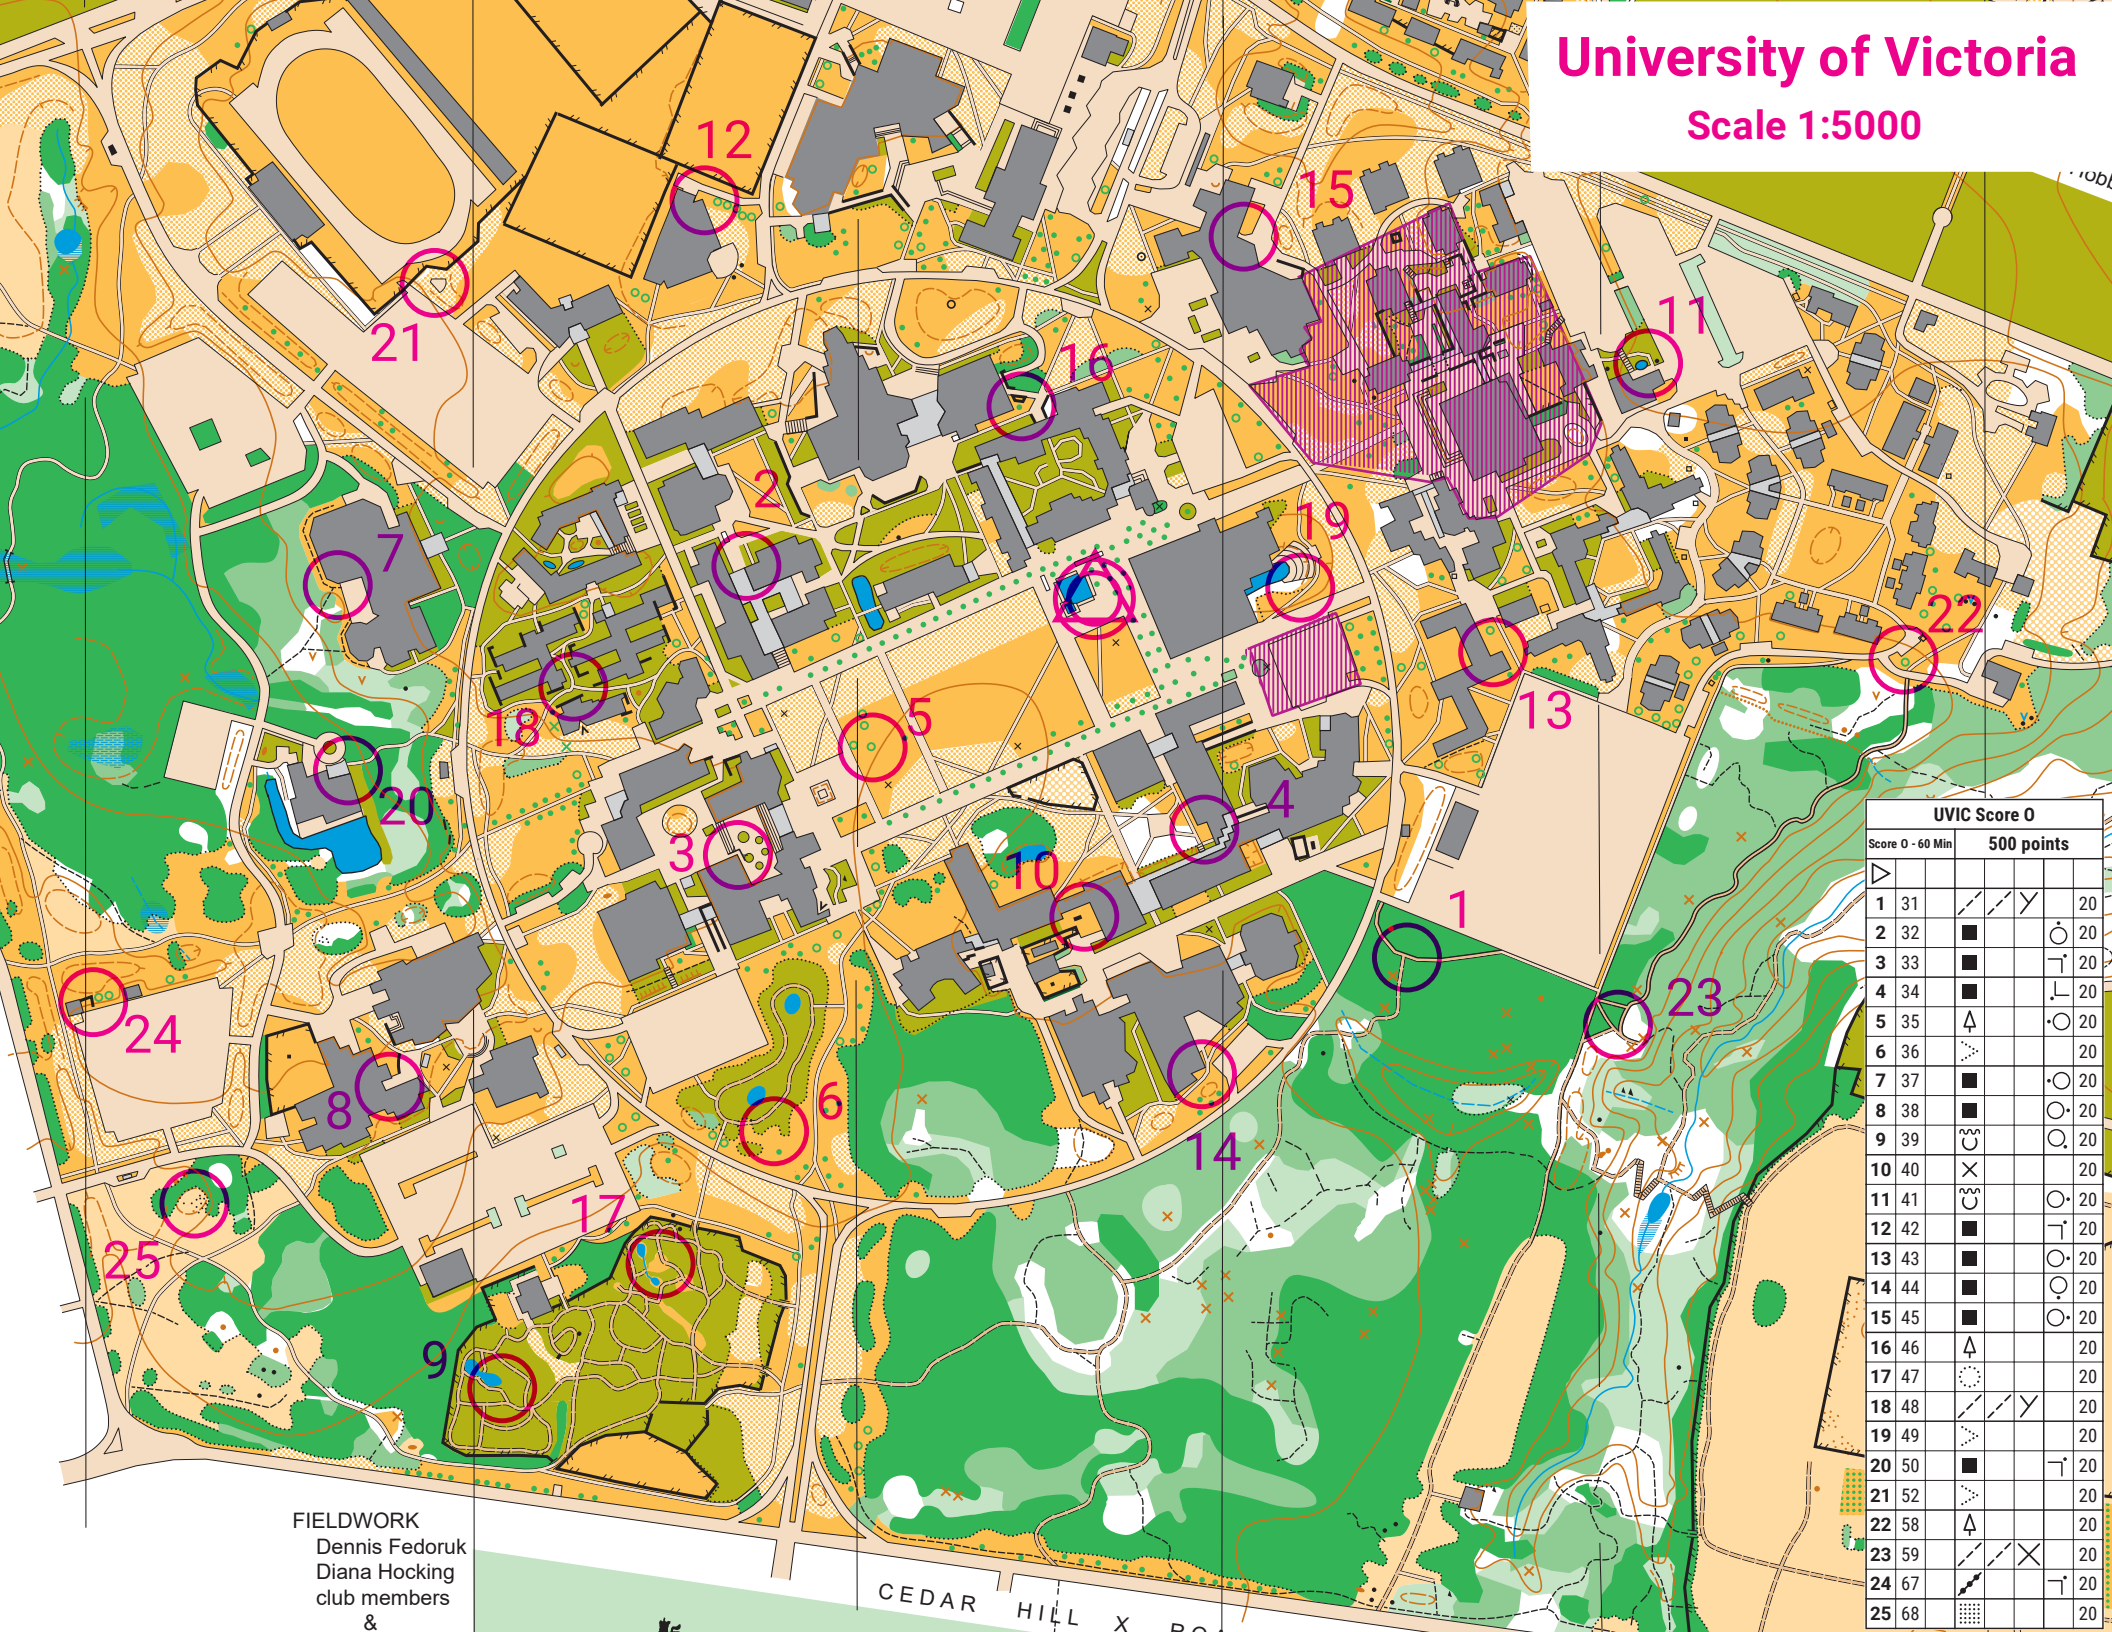 University of Victoria
Scale 1:5000
12
15
21
11
16
2
19
7
22
18
5
13
20
3
4
10
1
24
23
8
6
14
17
25
9
UVIC Score O
Score O - 60 Min 500 points
1 31 20
2 32 20
3 33 20
4 34 20
5 35 20
6 36 20
7 37 20
8 38 20
9 39 20
10 40 20
11 41 20
12 42 20
13 43 20
14 44 20
15 45 20
16 46 20
17 47 20
18 48 20
19 49 20
20 50 20
21 52 20
22 58 20
23 59 20
24 67 20
25 68 20
FIELDWORK
Dennis Fedoruk
Diana Hocking
club members
&
CEDAR HILL X